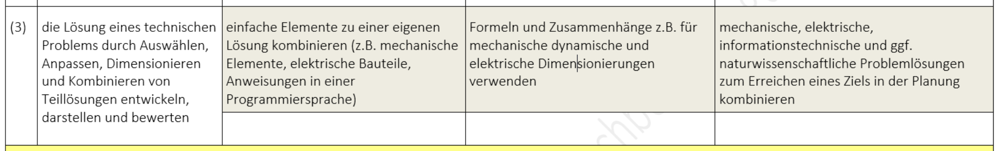 (3)
die Lösung eines technischen
Problems durch Auswählen,
Anpassen, Dimensionieren
und Kombinieren von
Teillösungen entwickeln,
darstellen und bewerten
einfache Elemente zu einer eigenen
Lösung kombinieren (z.B. mechanische
Elemente, elektrische Bauteile,
Anweisungen in einer
Programmiersprache)
Formeln und Zusammenhänge z.B. für
mechanische dynamische und
elektrische Dimensionierungen
verwenden
mechanische, elektrische,
informationstechnische und ggf.
naturwissenschaftliche Problemlösungen
zum Erreichen eines Ziels in der Planung
kombinieren